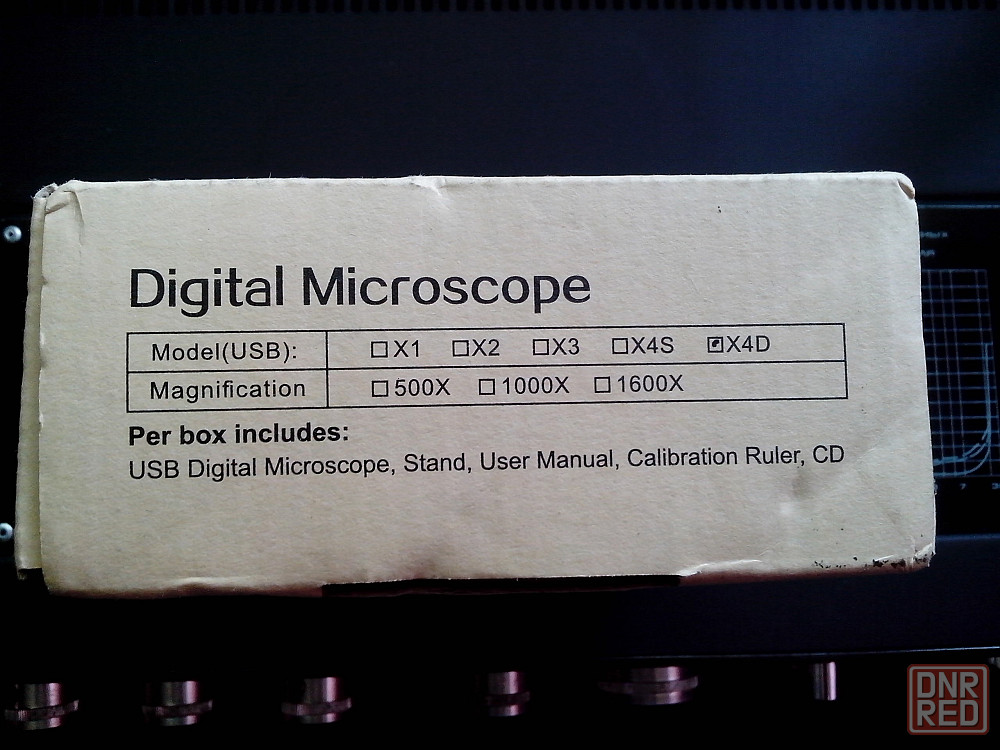 Digital Microscope
Model(USB): ☐X1 ☐X2 ☐X3 ☐X4S ☑X4D
Magnification ☐500X ☐1000X ☐1600X
Per box includes:
USB Digital Microscope, Stand, User Manual, Calibration Ruler, CD
7
DNR
RED